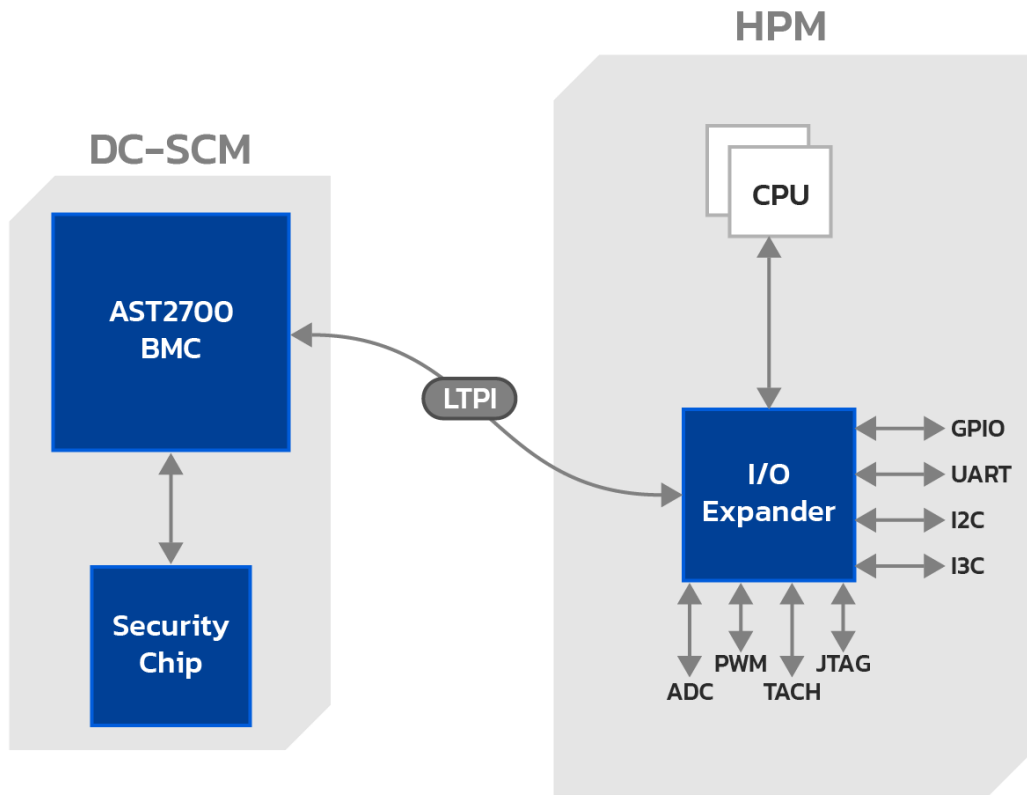 HPM
DC-SCM
CPU
AST2700
BMC
LTPI
I/O
Expander
GPIO
UART
I2C
I3C
Security
Chip
PWM
JTAG
ADC
TACH